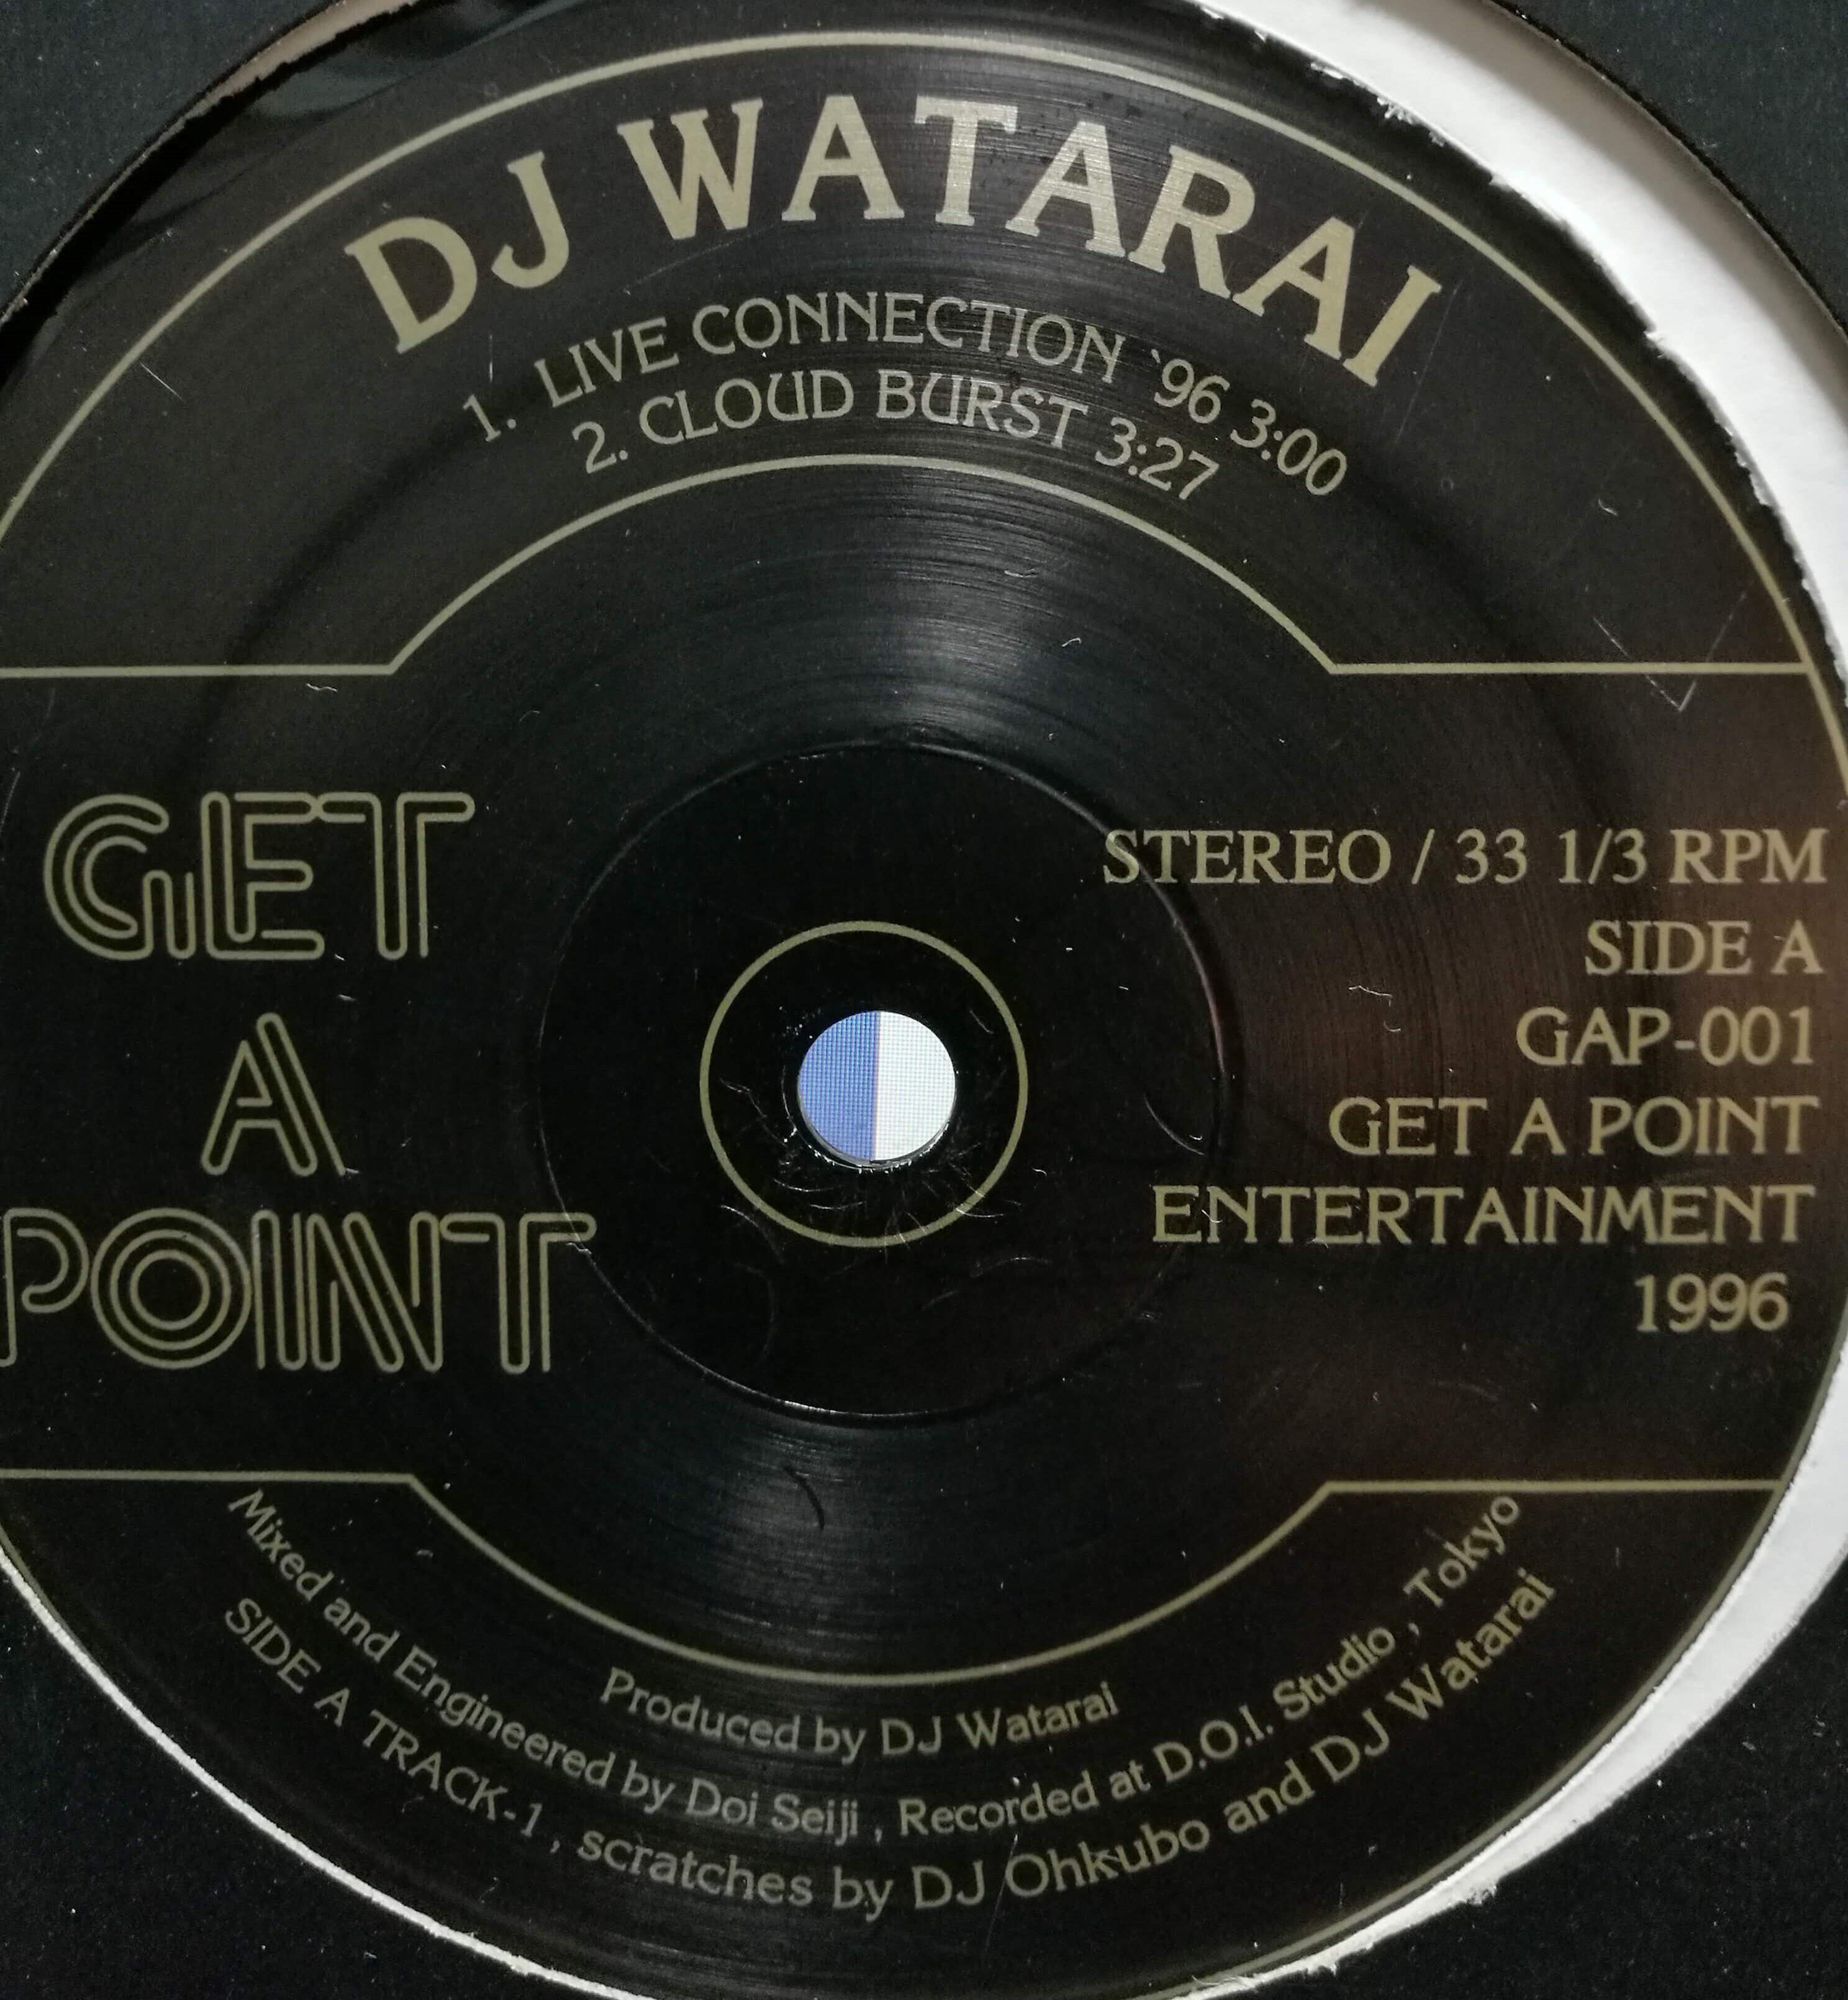 DJ WATARAI
1. LIVE CONNECTION `96 3:00
2. CLOUD BURST 3:27
GET
A
POINT
STEREO / 33 1/3 RPM
SIDE A
GAP-001
GET A POINT
ENTERTAINMENT
1996
Produced by DJ Watarai
Mixed and Engineered by Doi Seiji , Recorded at D.O.I. Studio , Tokyo
SIDE A TRACK-1 , scratches by DJ Ohkubo and DJ Watarai